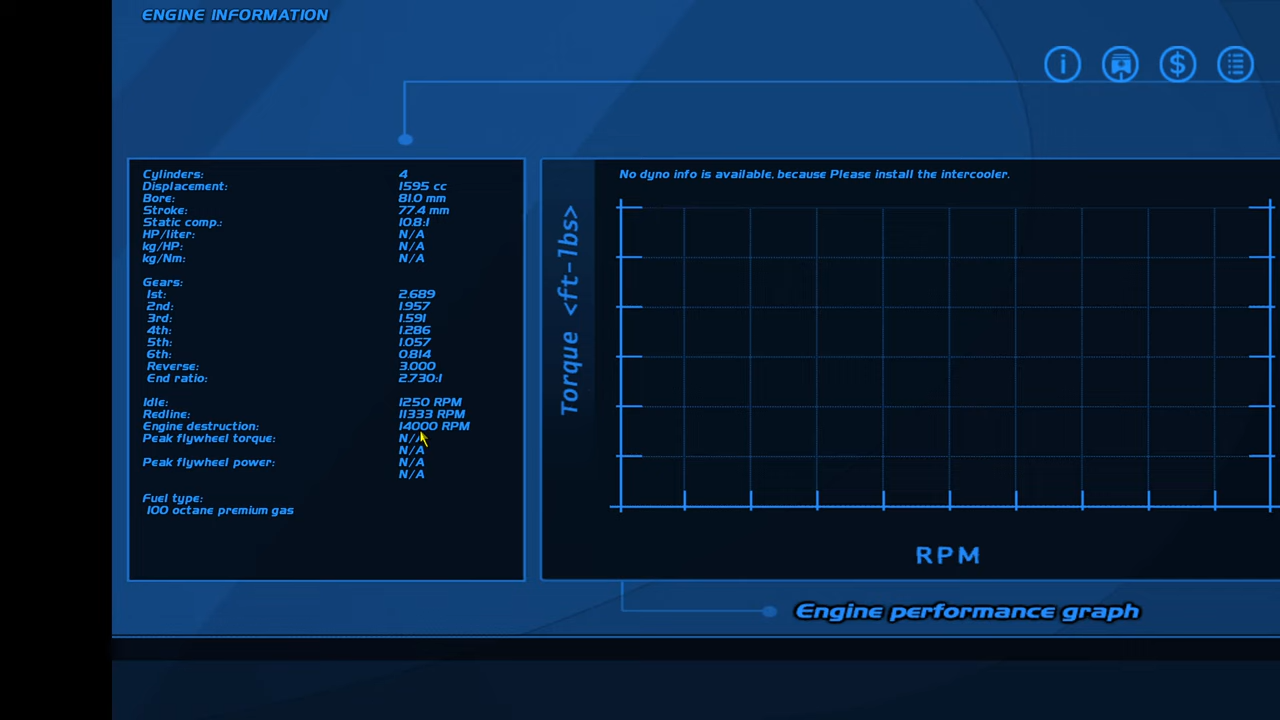 ENGINE INFORMATION
Cylinders: 4
Displacement: 1595 cc
Bore: 81.0 mm
Stroke: 77.4 mm
Static comp.: 10.8:1
HP/liter: N/A
kg/HP: N/A
kg/Nm: N/A
Gears:
1st: 2.689
2nd: 1.957
3rd: 1.591
4th: 1.286
5th: 1.057
6th: 0.814
Reverse: 3.000
End ratio: 2.730:1
Idle: 1250 RPM
Redline: 11333 RPM
Engine destruction: 14000 RPM
Peak flywheel torque: N/A
N/A
Peak flywheel power: N/A
N/A
Fuel type:
100 octane premium gas
No dyno info is available, because Please install the intercooler.
Torque <ft-lbs>
RPM
Engine performance graph